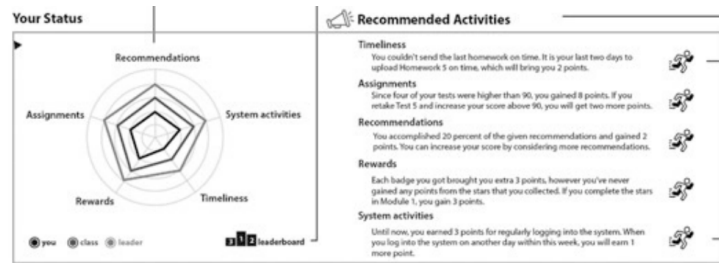 Your Status
Recommendations
Assignments
System activities
Rewards
Timeliness
you class leader
3 1 2 leaderboard
Recommended Activities
Timeliness
You couldn't send the last homework on time. It is your last two days to
upload Homework 5 on time, which will bring you 2 points.
Assignments
Since four of your tests were higher than 90, you gained 8 points. If you
retake Test 5 and increase your score above 90, you will get two more points.
Recommendations
You accomplished 20 percent of the given recommendations and gained 2
points. You can increase your score by considering more recommendations.
Rewards
Each badge you got brought you extra 3 points, however you've never
gained any points from the stars that you collected. If you complete the stars
in Module 1, you gain 3 points.
System activities
Until now, you earned 3 points for regularly logging into the system. When
you log into the system on another day within this week, you will earn 1
more point.